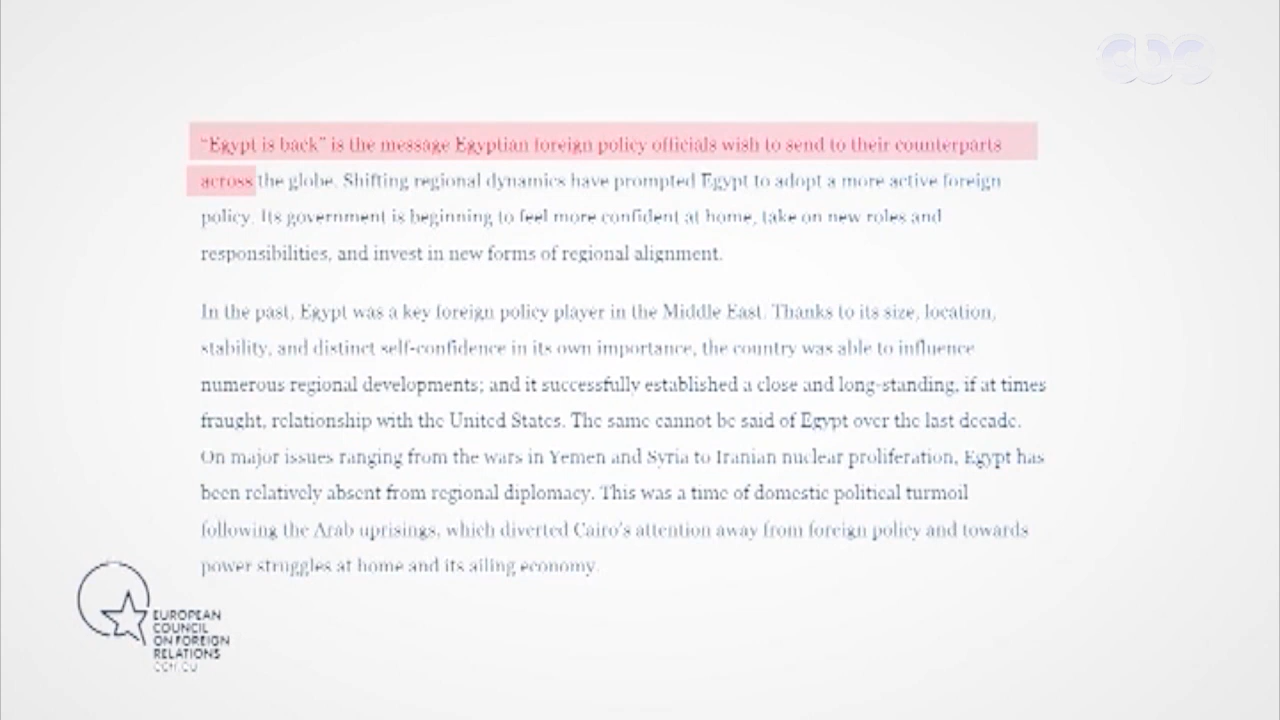 CBC
“Egypt is back” is the message Egyptian foreign policy officials wish to send to their counterparts
across the globe. Shifting regional dynamics have prompted Egypt to adopt a more active foreign
policy. Its government is beginning to feel more confident at home, take on new roles and
responsibilities, and invest in new forms of regional alignment.
In the past, Egypt was a key foreign policy player in the Middle East. Thanks to its size, location,
stability, and distinct self-confidence in its own importance, the country was able to influence
numerous regional developments; and it successfully established a close and long-standing, if at times
fraught, relationship with the United States. The same cannot be said of Egypt over the last decade.
On major issues ranging from the wars in Yemen and Syria to Iranian nuclear proliferation, Egypt has
been relatively absent from regional diplomacy. This was a time of domestic political turmoil
following the Arab uprisings, which diverted Cairo’s attention away from foreign policy and towards
power struggles at home and its ailing economy.
EUROPEAN
COUNCIL
ON FOREIGN
RELATIONS